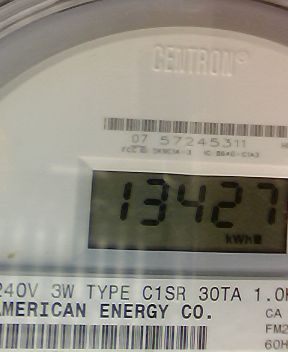 CENTRON®
07 57245311
13427
kWh
240V 3W TYPE C1SR 30TA 1.0
AMERICAN ENERGY CO. CA
FM2
60H